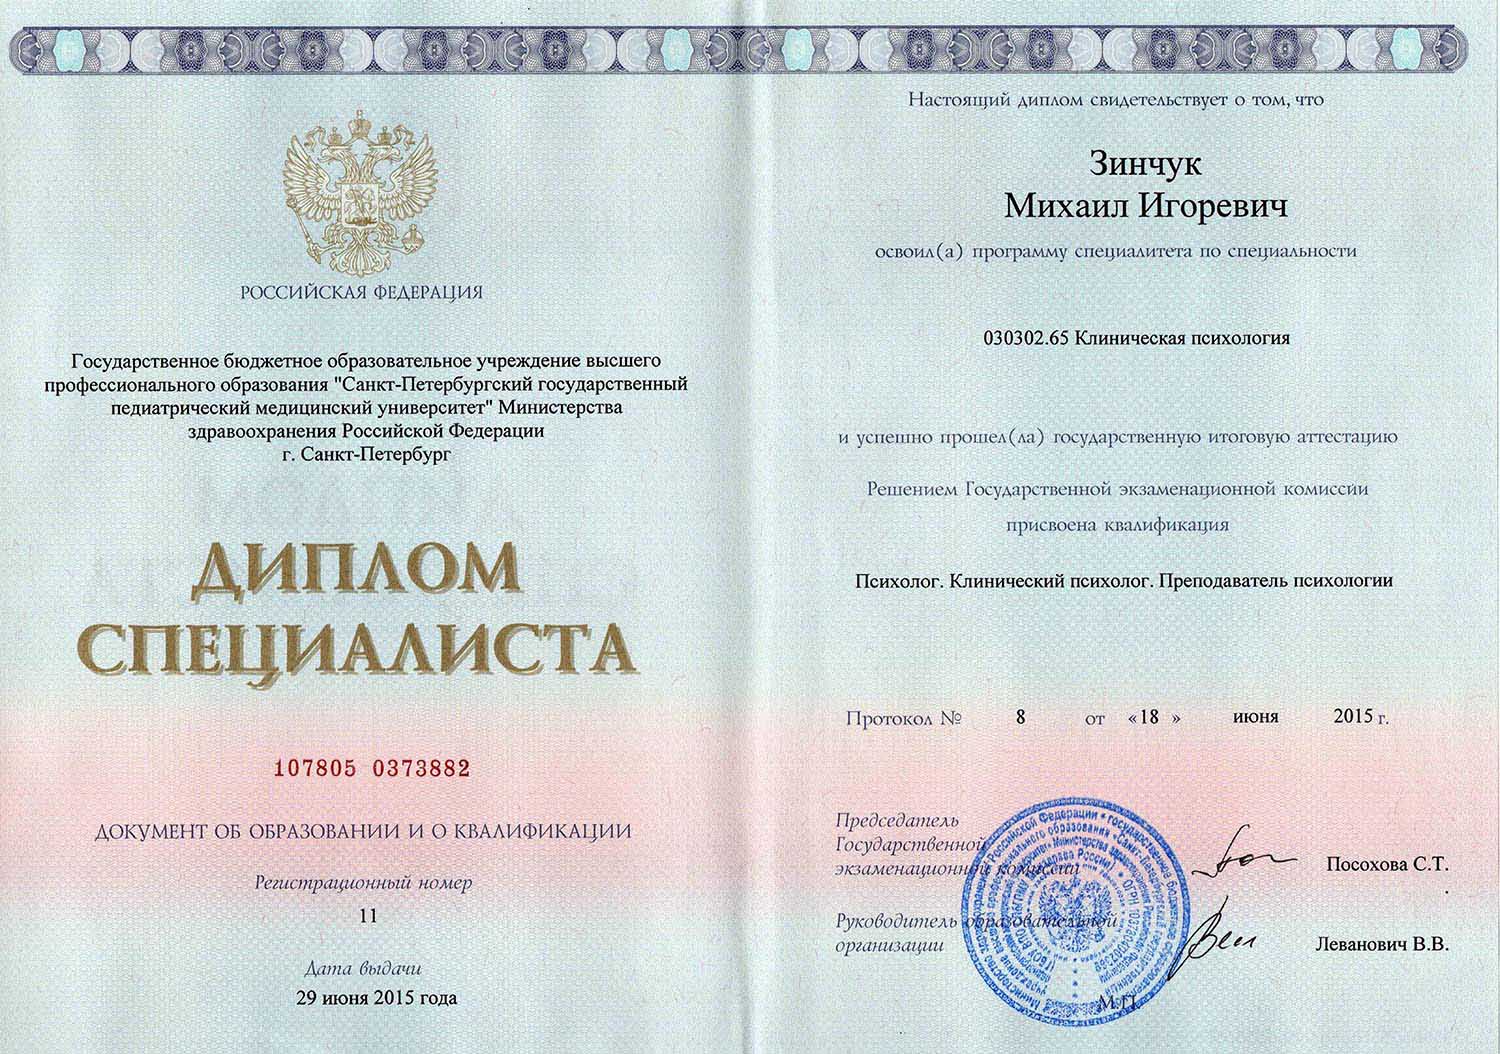 РОССИЙСКАЯ ФЕДЕРАЦИЯ
Государственное бюджетное образовательное учреждение высшего
профессионального образования "Санкт-Петербургский государственный
педиатрический медицинский университет" Министерства
здравоохранения Российской Федерации
г. Санкт-Петербург
ДИПЛОМ
СПЕЦИАЛИСТА
107805 0373882
ДОКУМЕНТ ОБ ОБРАЗОВАНИИ И О КВАЛИФИКАЦИИ
Регистрационный номер
11
Дата выдачи
29 июня 2015 года
Настоящий диплом свидетельствует о том, что
Зинчук
Михаил Игоревич
освоил(а) программу специалитета по специальности
030302.65 Клиническая психология
и успешно прошел(ла) государственную итоговую аттестацию
Решением Государственной экзаменационной комиссии
присвоена квалификация
Психолог. Клинический психолог. Преподаватель психологии
Протокол № 8 от «18 » июня 2015 г.
Председатель
Государственной
экзаменационной комиссии
Посохова С.Т.
Руководитель образовательной
организации
Леванович В.В.
М.П.